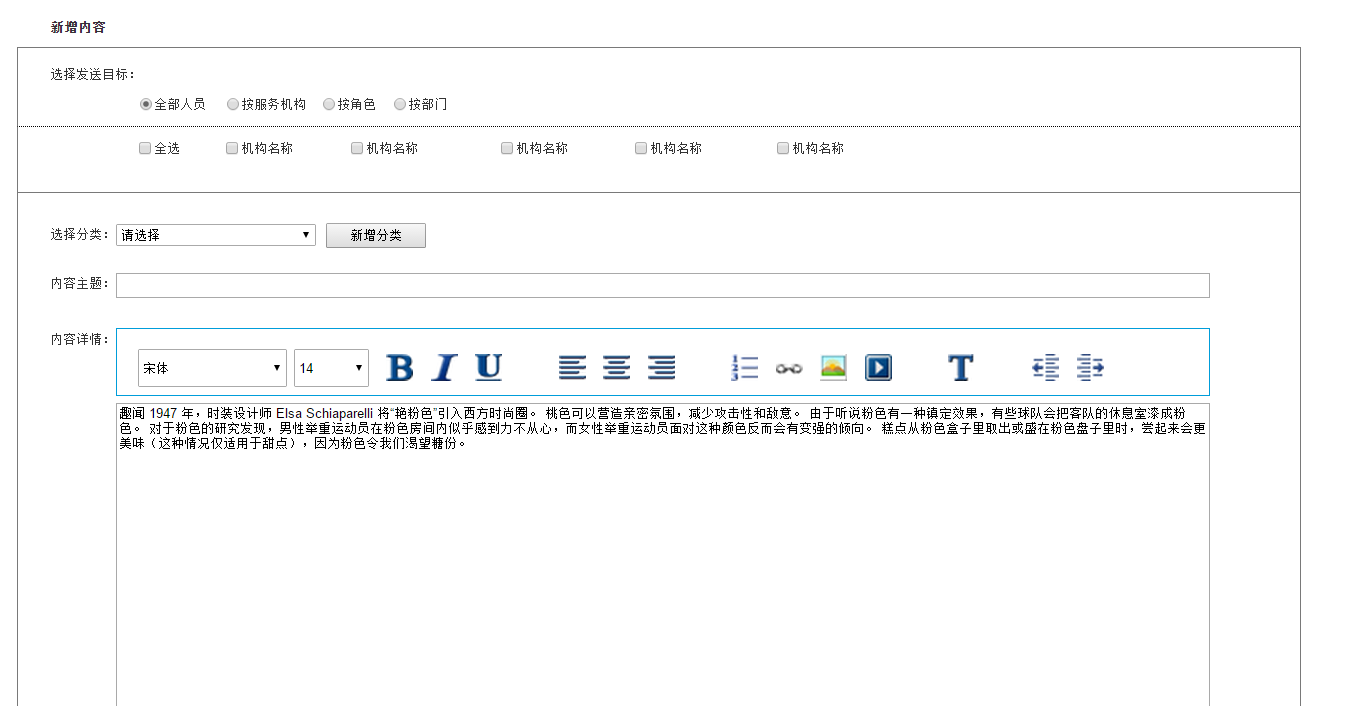 新增内容
选择发送目标：
全部人员 按服务机构 按角色 按部门
全选 机构名称 机构名称 机构名称 机构名称 机构名称
选择分类： 请选择 新增分类
内容主题：
内容详情：
宋体 14 B I U 1 2 3 T
趣闻 1947 年，时装设计师 Elsa Schiaparelli 将“艳粉色”引入西方时尚圈。 桃色可以营造亲密氛围，减少攻击性和敌意。 由于听说粉色有一种镇定效果，有些球队会把客队的休息室漆成粉
色。 对于粉色的研究发现，男性举重运动员在粉色房间内似乎感到力不从心，而女性举重运动员面对这种颜色反而会有变强的倾向。 糕点从粉色盒子里取出或盛在粉色盘子里时，尝起来会更
美味（这种情况仅适用于甜点），因为粉色令我们渴望糖份。